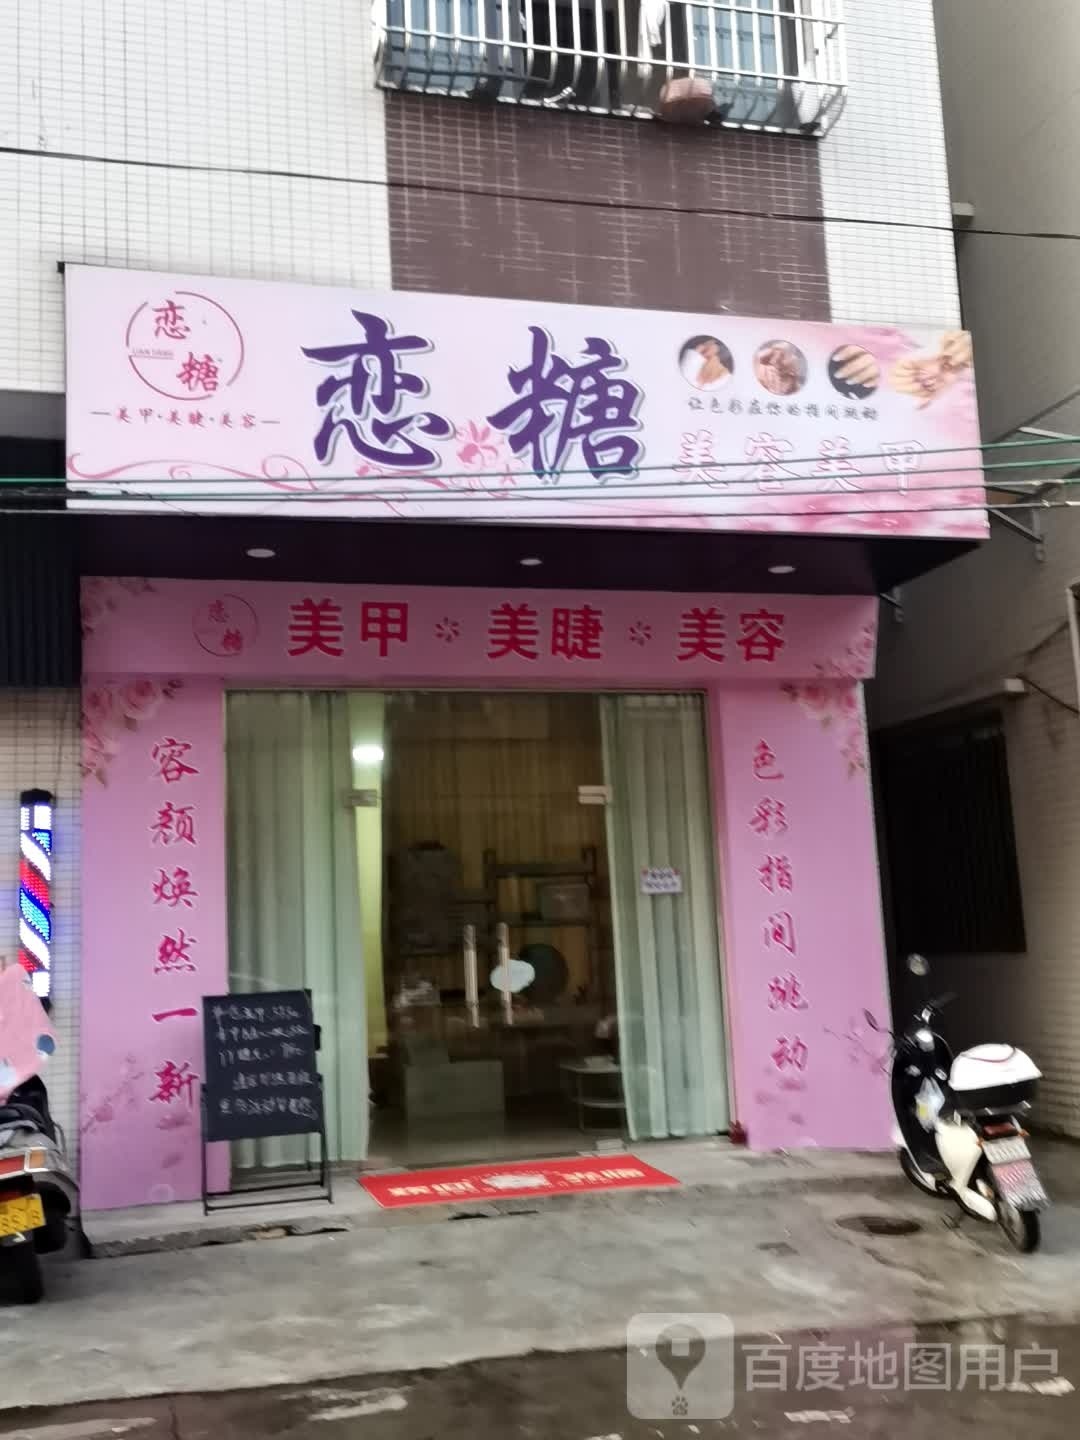 恋糖
LIAN TANG
美甲·美睫·美容
恋糖
让色彩在你的指间跳动
美容美甲
恋糖
美甲 美睫 美容
容颜焕然一新
色彩指间跳动
百度地图用户